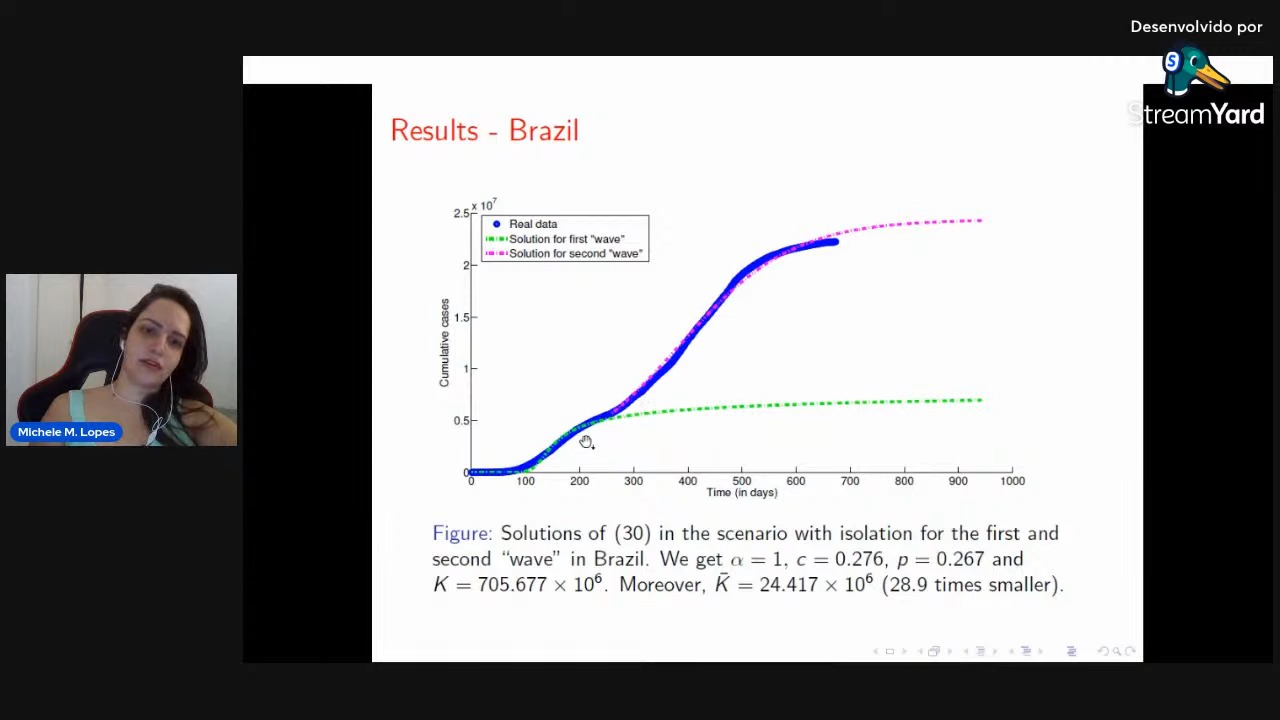 Desenvolvido por
StreamYard
Results - Brazil
x 10^7
2.5
2
1.5
1
0.5
0
Cumulative cases
Real data
Solution for first "wave"
Solution for second "wave"
0 100 200 300 400 500 600 700 800 900 1000
Time (in days)
Michele M. Lopes
Figure: Solutions of (30) in the scenario with isolation for the first and
second “wave” in Brazil. We get α = 1, c = 0.276, p = 0.267 and
K = 705.677 × 10⁶. Moreover, K̄ = 24.417 × 10⁶ (28.9 times smaller).